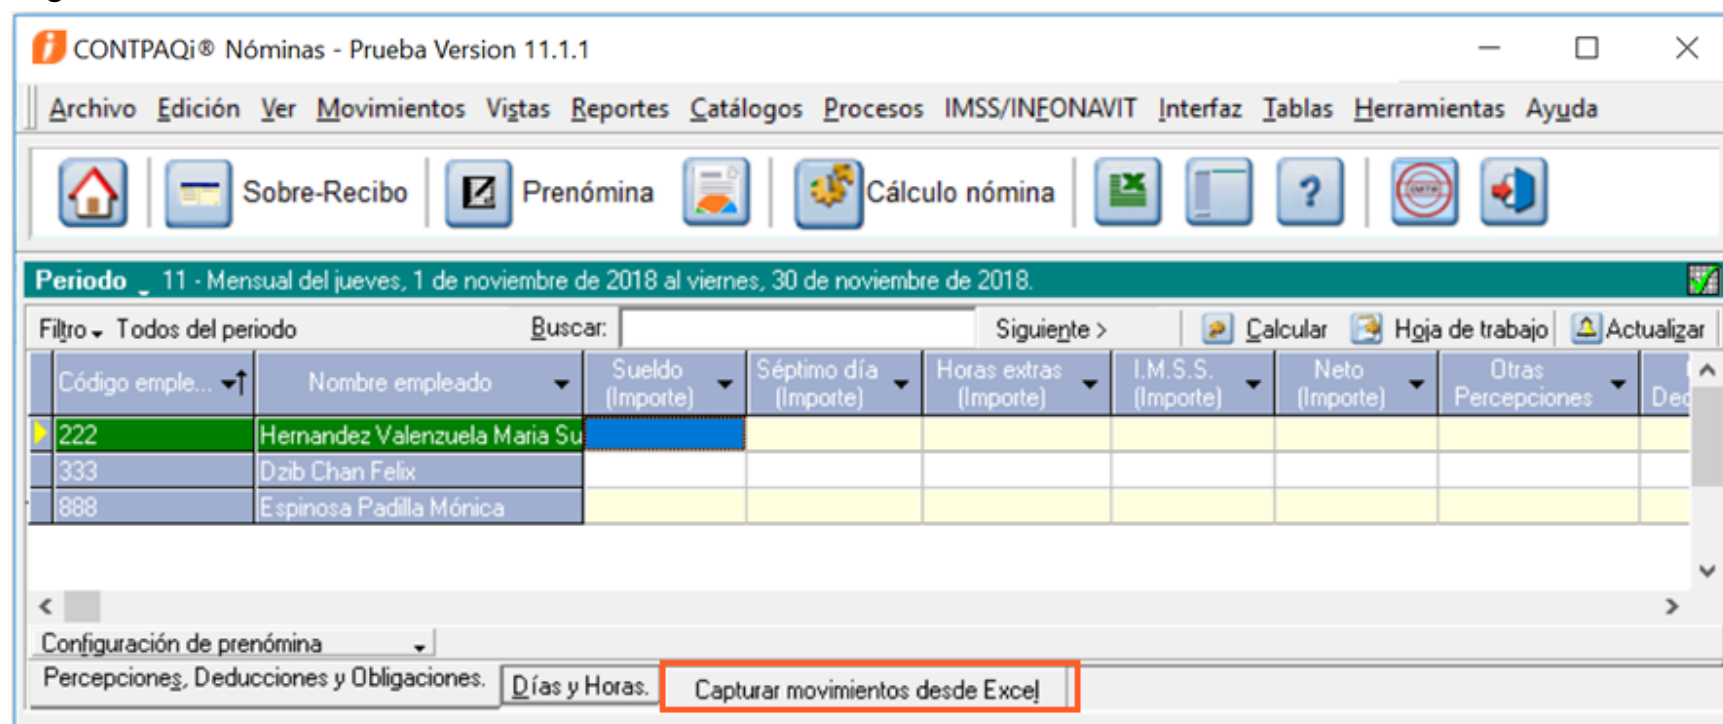 CONTPAQi® Nóminas - Prueba Version 11.1.1
Archivo Edición Ver Movimientos Vistas Reportes Catálogos Procesos IMSS/INFONAVIT Interfaz Tablas Herramientas Ayuda
Sobre-Recibo Prenómina Cálculo nómina
Periodo 11 - Mensual del jueves, 1 de noviembre de 2018 al viernes, 30 de noviembre de 2018.
Filtro Todos del periodo Buscar: Siguiente > Calcular Hoja de trabajo Actualizar
Código emple... Nombre empleado Sueldo (Importe) Séptimo día (Importe) Horas extras (Importe) I.M.S.S. (Importe) Neto (Importe) Otras Percepciones Dec
222 Hernandez Valenzuela Maria Su
333 Dzib Chan Felix
888 Espinosa Padilla Mónica
Configuración de prenómina
Percepciones, Deducciones y Obligaciones. Días y Horas. Capturar movimientos desde Excel